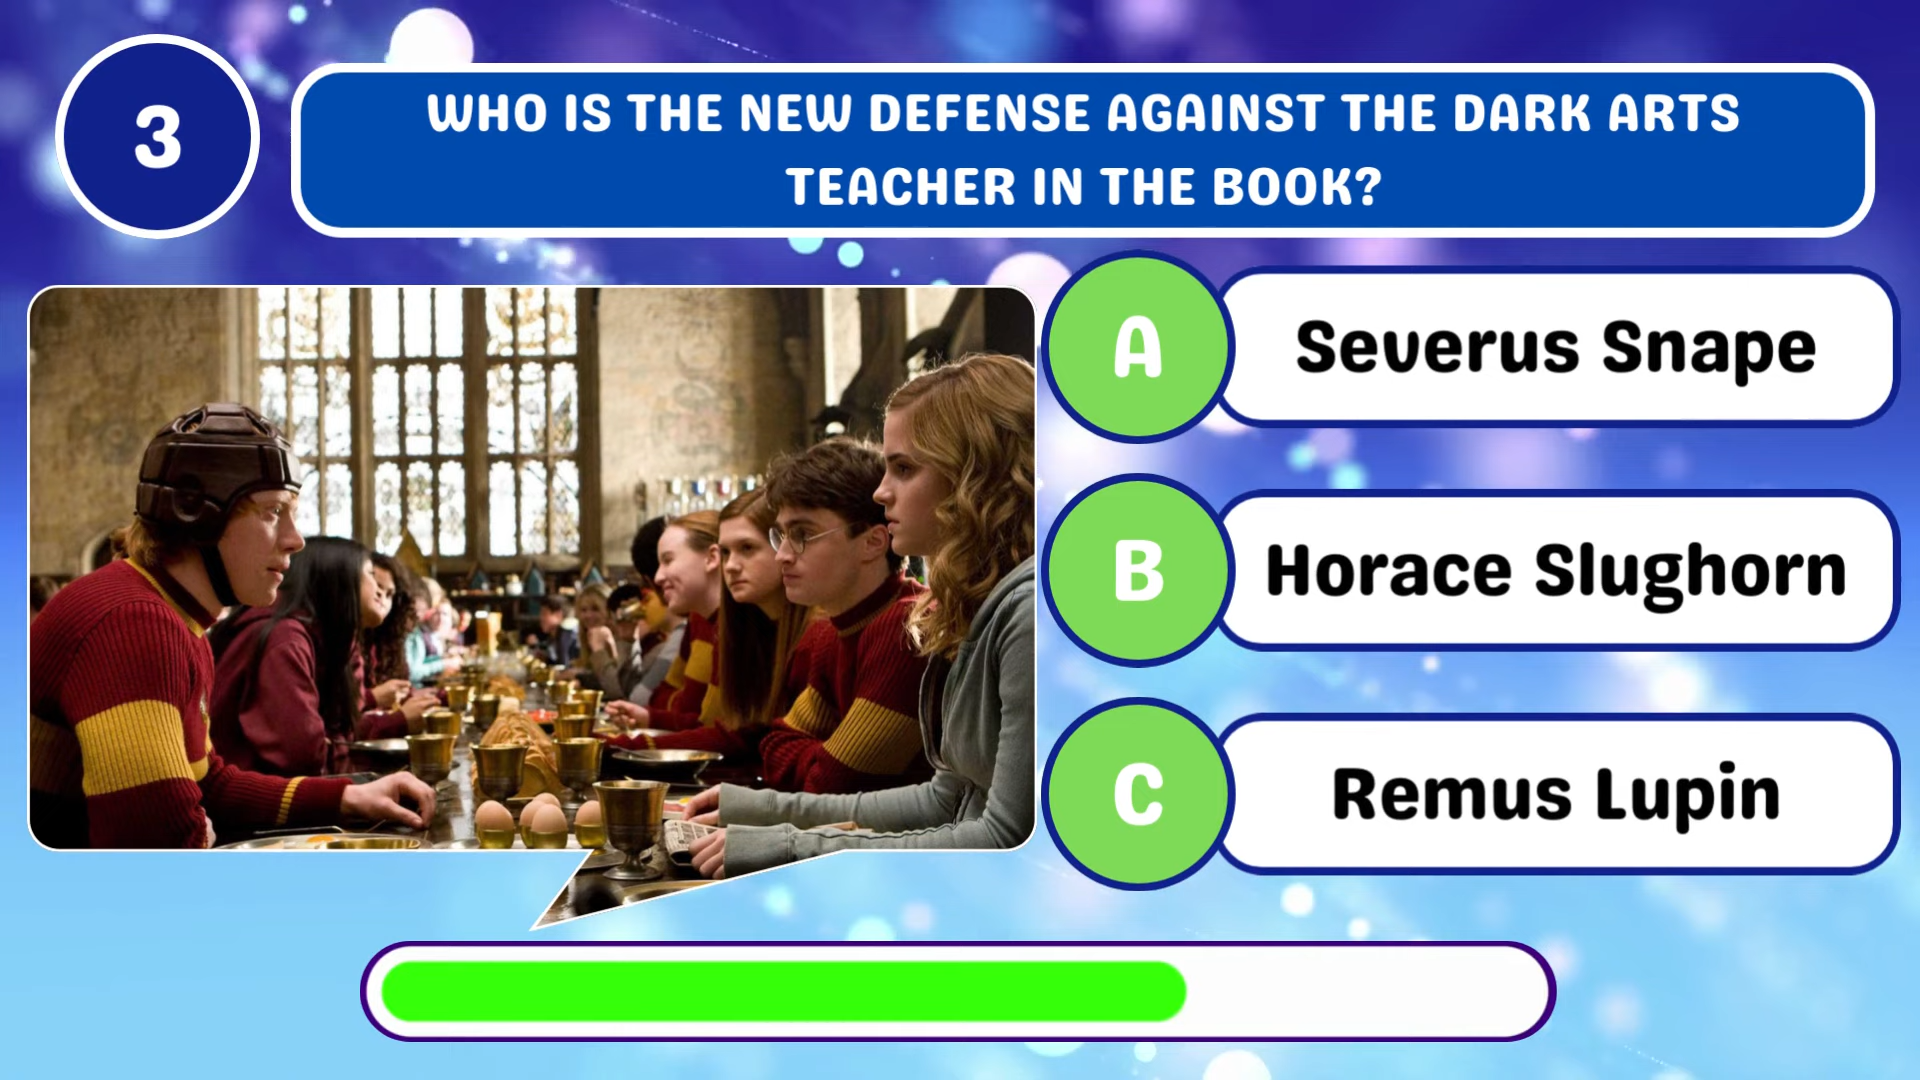 3
WHO IS THE NEW DEFENSE AGAINST THE DARK ARTS
TEACHER IN THE BOOK?
A
Severus Snape
B
Horace Slughorn
C
Remus Lupin